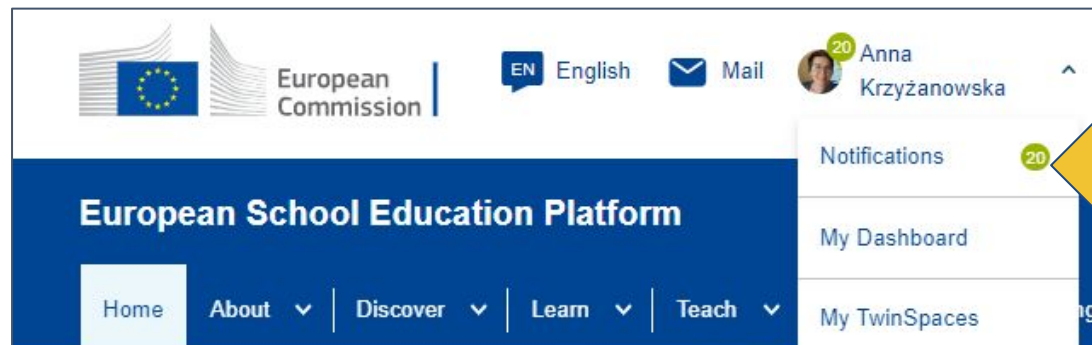 European
Commission
EN English
Mail
20 Anna
Krzyżanowska
Notifications 20
My Dashboard
My TwinSpaces
European School Education Platform
Home About Discover Learn Teach